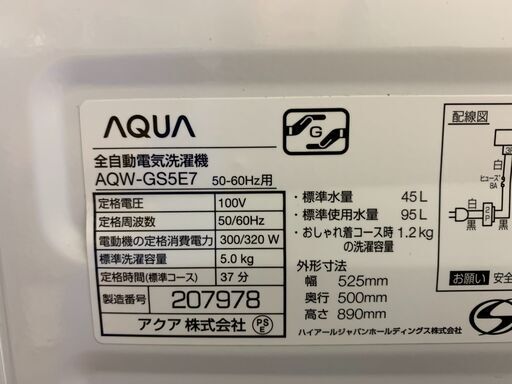 AQUA
G
全自動電気洗濯機
AQW-GS5E7 50-60Hz用
定格電圧 100V
定格周波数 50/60Hz
電動機の定格消費電力 300/320 W
標準洗濯容量 5.0 kg
定格時間(標準コース) 37 分
製造番号 207978
アクア 株式会社 PSE
・標準水量 45L
・標準使用水量 95L
・おしゃれ着コース時 1.2kg
の洗濯容量
外形寸法
幅 525mm
奥行 500mm
高さ 890mm
ハイアールジャパンホールディングス株式会社
配線図
白
ヒューズ
8A
白
黒
黒
お願い 安全
S